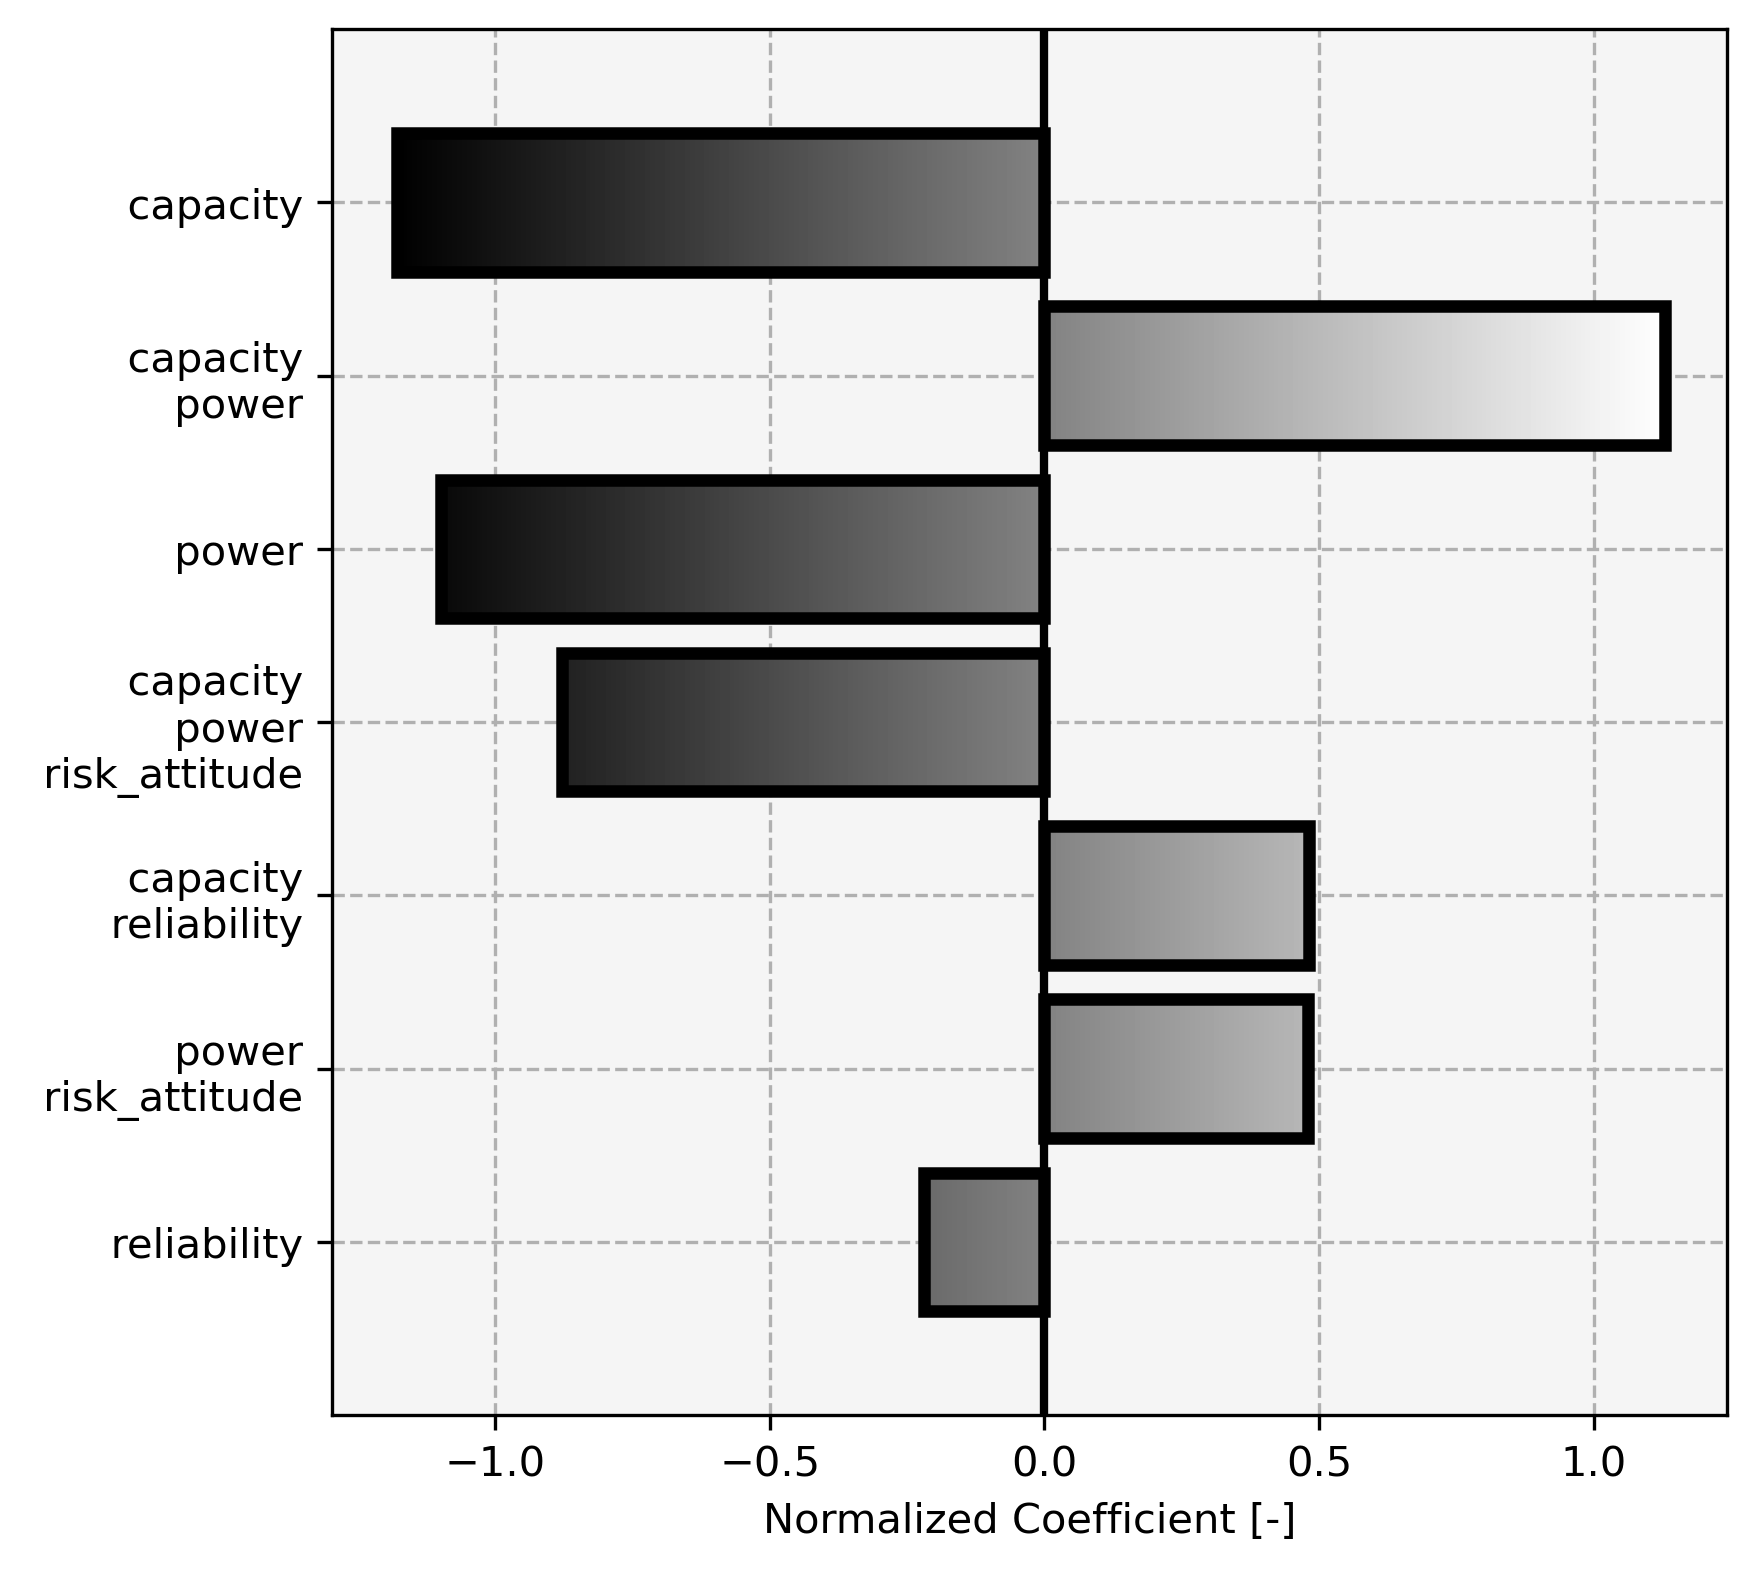 capacity
capacity
power
power
capacity
power
risk_attitude
capacity
reliability
power
risk_attitude
reliability
−1.0 −0.5 0.0 0.5 1.0
Normalized Coefficient [-]